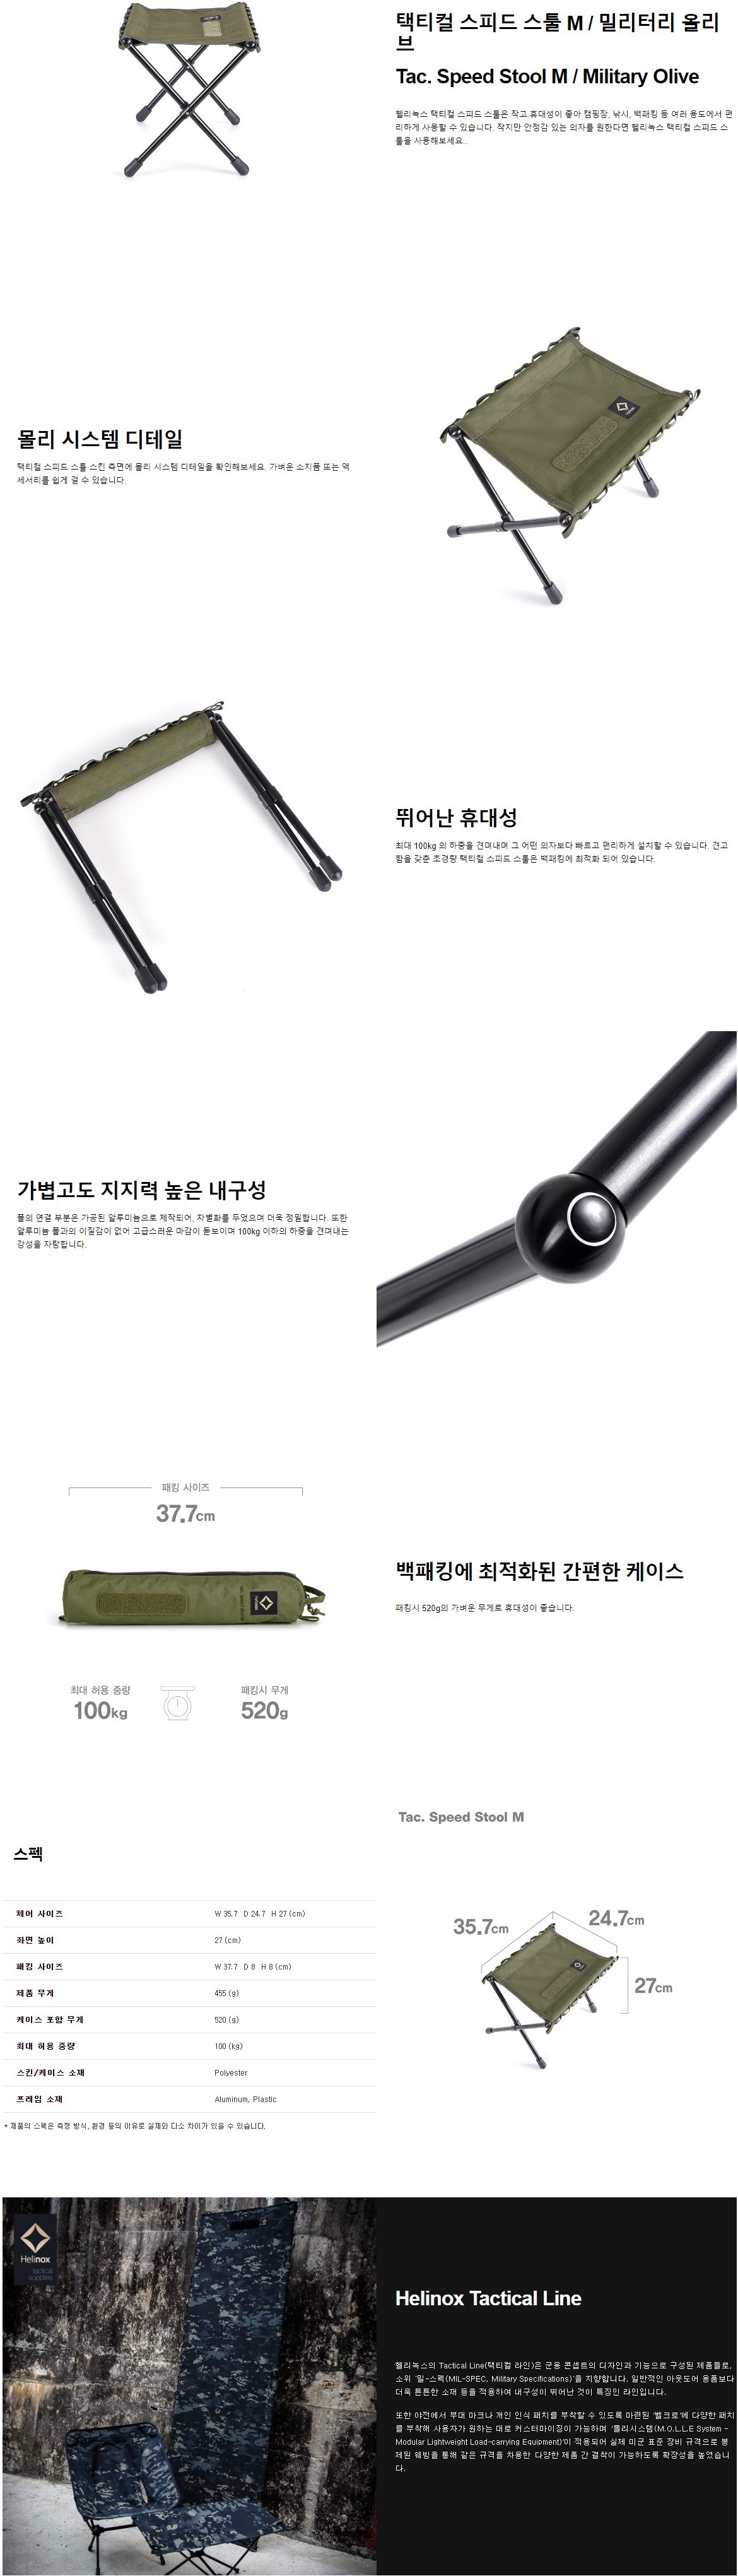 택티컬 스피드 스툴 M / 밀리터리 올리
브
Tac. Speed Stool M / Military Olive
헬리녹스 택티컬 스피드 스툴은 작고 휴대성이 좋아 캠핑장, 낚시, 백패킹 등 여러 용도에서 편
리하게 사용할 수 있습니다. 작지만 안정감 있는 의자를 원한다면 헬리녹스 택티컬 스피드 스
툴을 사용해보세요..
몰리 시스템 디테일
택티컬 스피드 스툴 스킨 측면에 몰리 시스템 디테일을 확인해보세요. 가벼운 소지품 또는 액
세서리를 쉽게 걸 수 있습니다.
뛰어난 휴대성
최대 100kg 의 하중을 견뎌내며 그 어떤 의자보다 빠르고 편리하게 설치할 수 있습니다. 견고
함을 갖춘 초경량 택티컬 스피드 스툴은 백패킹에 최적화 되어 있습니다.
가볍고도 지지력 높은 내구성
폴의 연결 부분은 가공된 알루미늄으로 제작되어, 차별화를 두었으며 더욱 정밀합니다. 또한
알루미늄 폴과의 이질감이 없어 고급스러운 마감이 돋보이며 100kg 이하의 하중을 견뎌내는
강성을 자랑합니다.
패킹 사이즈
37.7cm
백패킹에 최적화된 간편한 케이스
패킹시 520g의 가벼운 무게로 휴대성이 좋습니다.
최대 허용 중량
100kg
패킹시 무게
520g
Tac. Speed Stool M
스펙
체어 사이즈 W 35.7 D 24.7 H 27 (cm)
좌면 높이 27 (cm)
패킹 사이즈 W 37.7 D 8 H 8 (cm)
제품 무게 455 (g)
케이스 포함 무게 520 (g)
최대 허용 중량 100 (kg)
스킨/케이스 소재 Polyester
프레임 소재 Aluminum, Plastic
* 제품의 스펙은 측정 방식, 환경 등의 이유로 실제와 다소 차이가 있을 수 있습니다.
35.7cm
24.7cm
27cm
Helinox
tactical
supplies
Helinox Tactical Line
헬리녹스의 Tactical Line(택티컬 라인)은 군용 콘셉트의 디자인과 기능으로 구성된 제품들로,
소위 '밀-스펙(MIL-SPEC, Military Specifications)'을 지향합니다. 일반적인 아웃도어 용품보다
더욱 튼튼한 소재 등을 적용하여 내구성이 뛰어난 것이 특징인 라인입니다.
또한 야전에서 부대 마크나 개인 인식 패치를 부착할 수 있도록 마련된 '벨크로'에 다양한 패치
를 부착해 사용자가 원하는 대로 커스터마이징이 가능하며 '몰리시스템(M.O.L.L.E System -
Modular Lightweight Load-carrying Equipment)'이 적용되어 실제 미군 표준 장비 규격으로 봉
제된 웨빙을 통해 같은 규격을 차용한 다양한 제품 간 결착이 가능하도록 확장성을 높였습니
다.